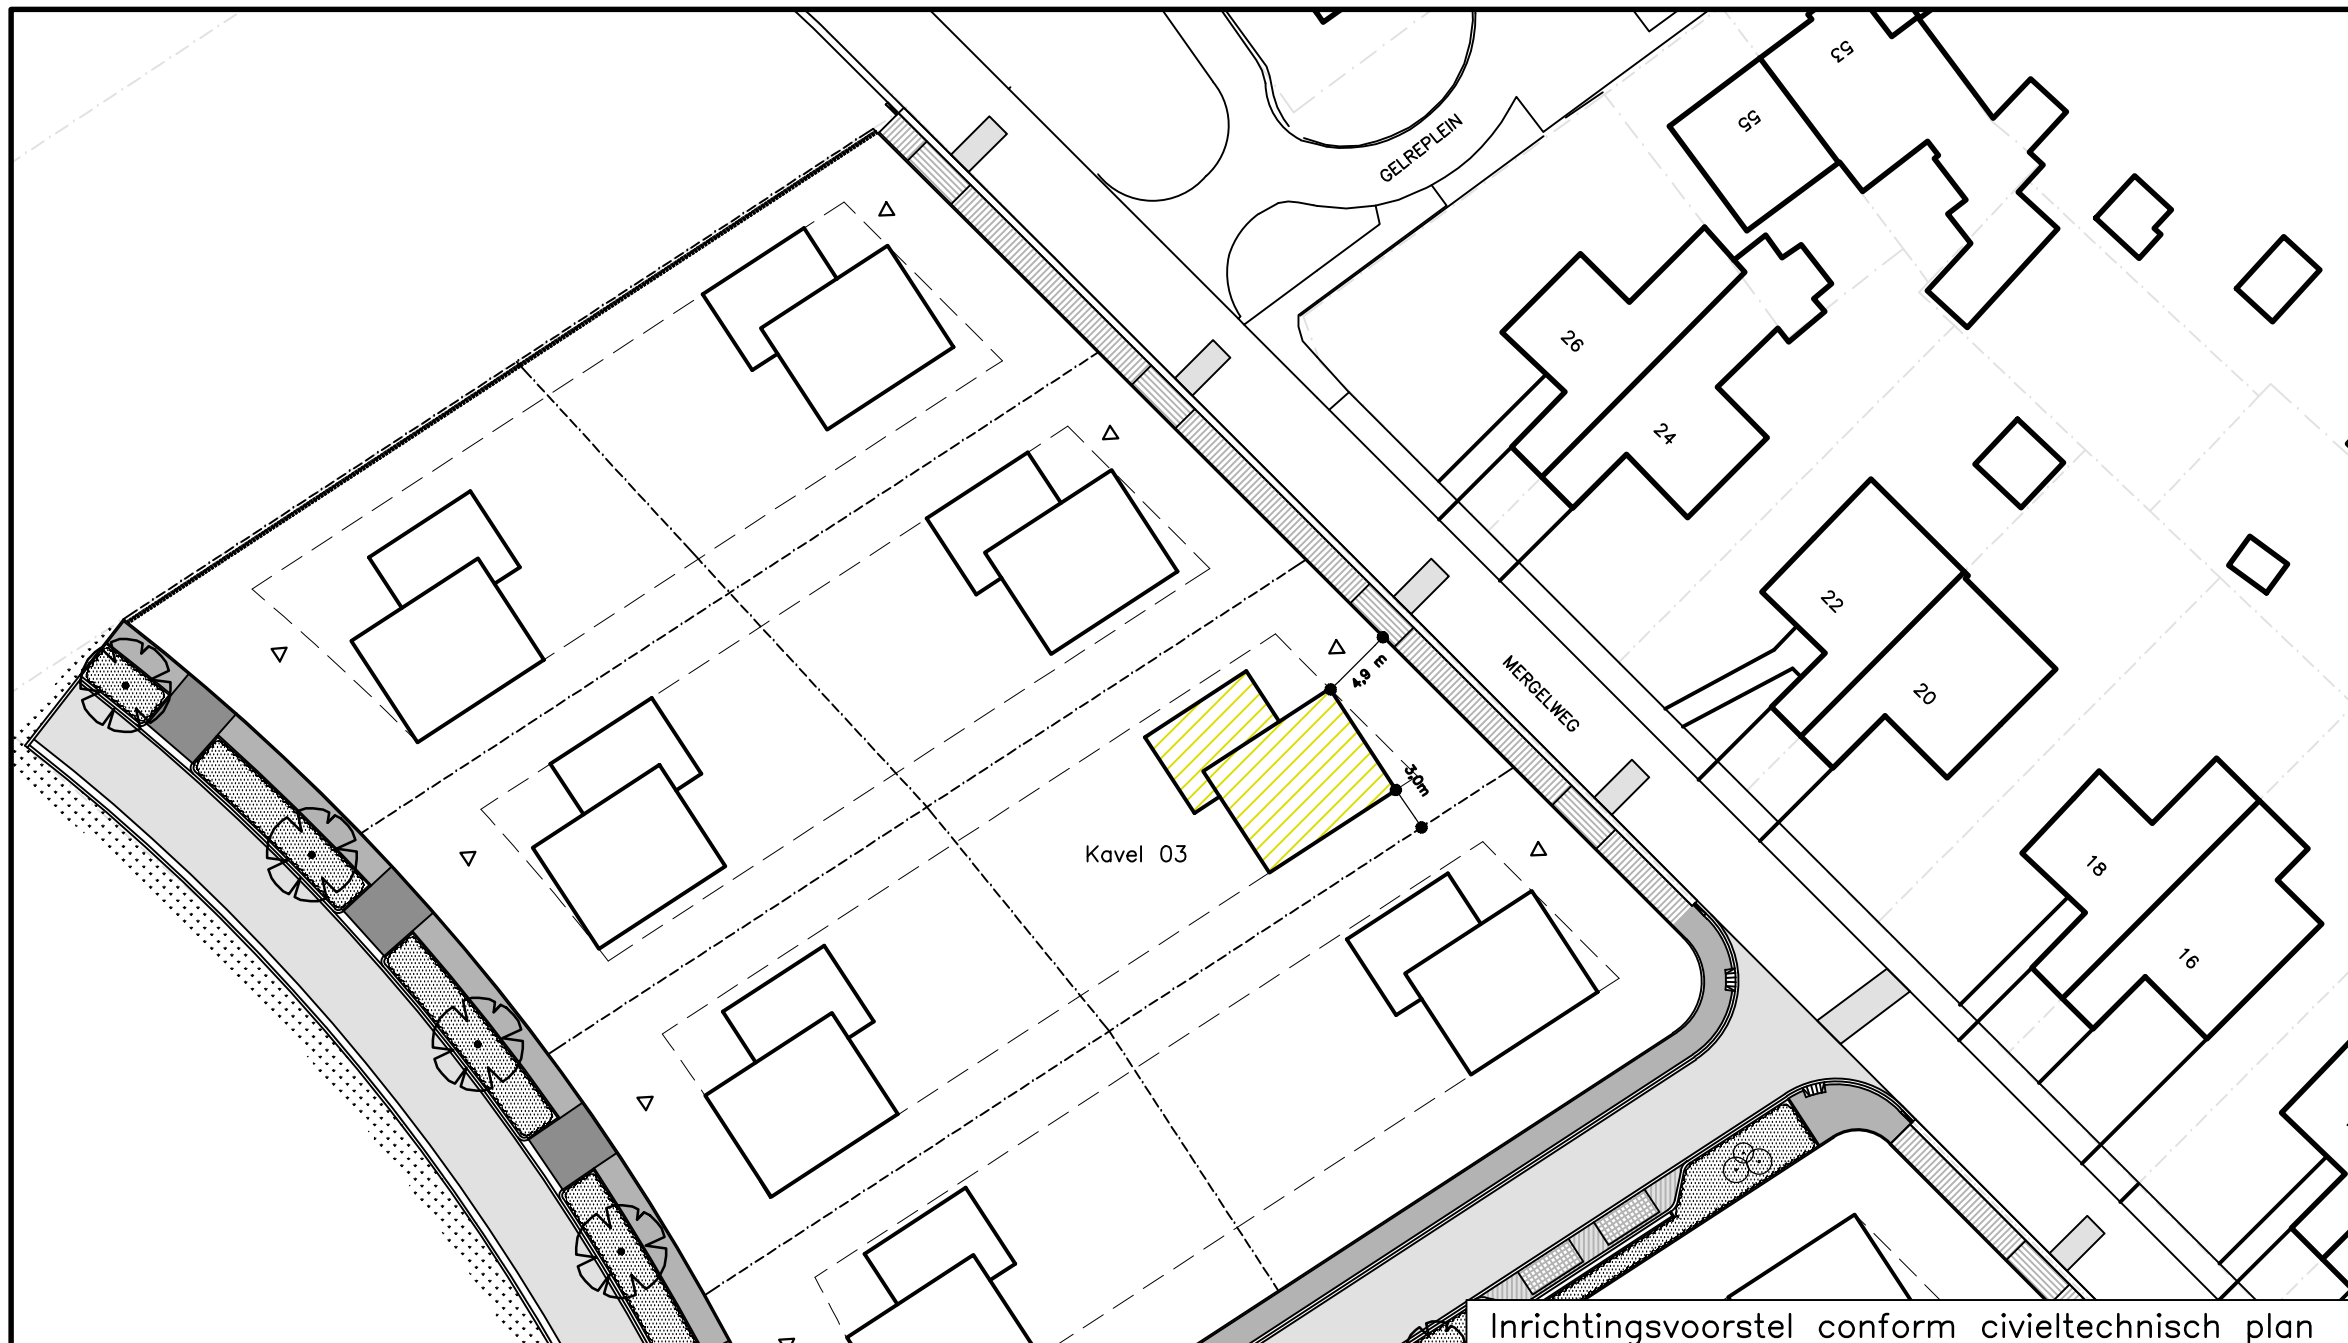 53
55
GELREPLEIN
26
24
22
20
MERGELWEG
4,9 m
3,0m
Kavel 03
18
16
Inrichtingsvoorstel conform civieltechnisch plan